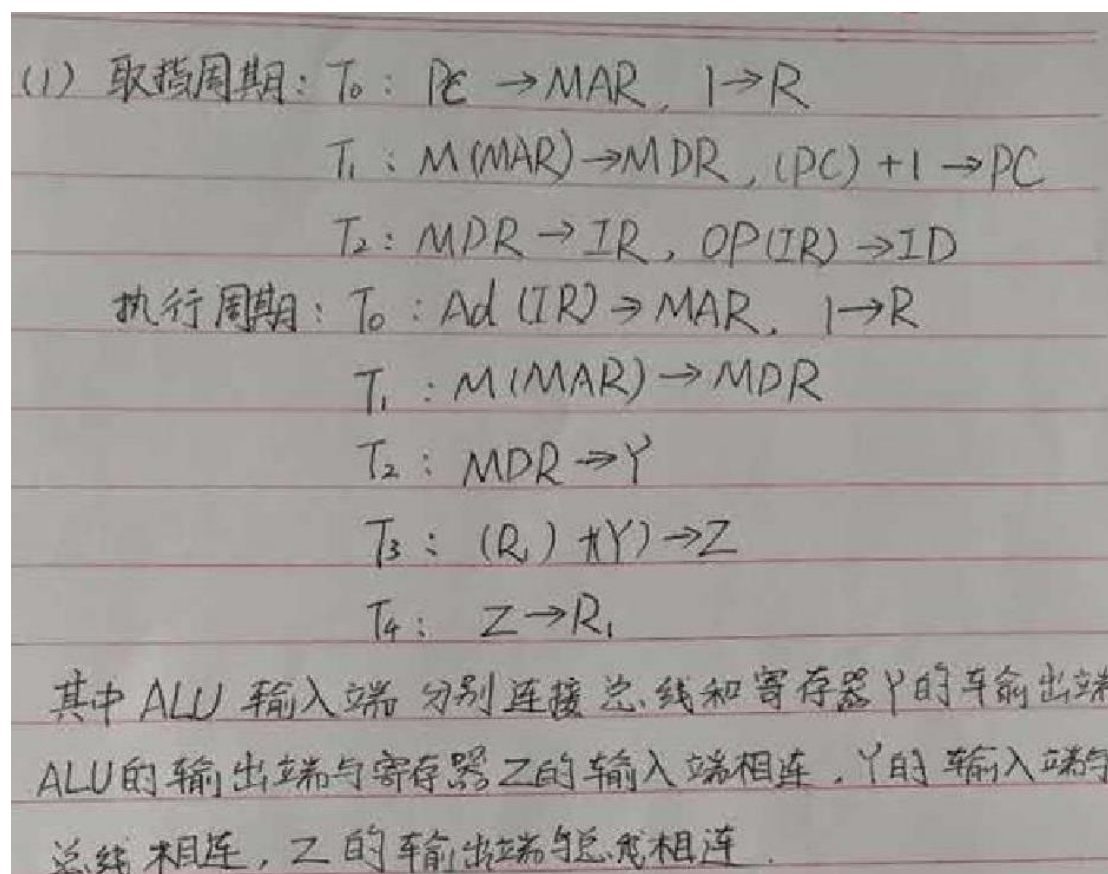 (1) 取指周期: T₀: PC → MAR, 1→R
T₁: M(MAR)→MDR, (PC)+1→PC
T₂: MDR→IR, OP(IR)→ID
执行周期: T₀: Ad(IR)→MAR, 1→R
T₁: M(MAR)→MDR
T₂: MDR→Y
T₃: (R₁)+(Y)→Z
T₄: Z→R₁
其中ALU输入端分别连接总线和寄存器Y的输出端
ALU的输出端与寄存器Z的输入端相连.Y的输入端与
总线相连,Z的输出端与总线相连.